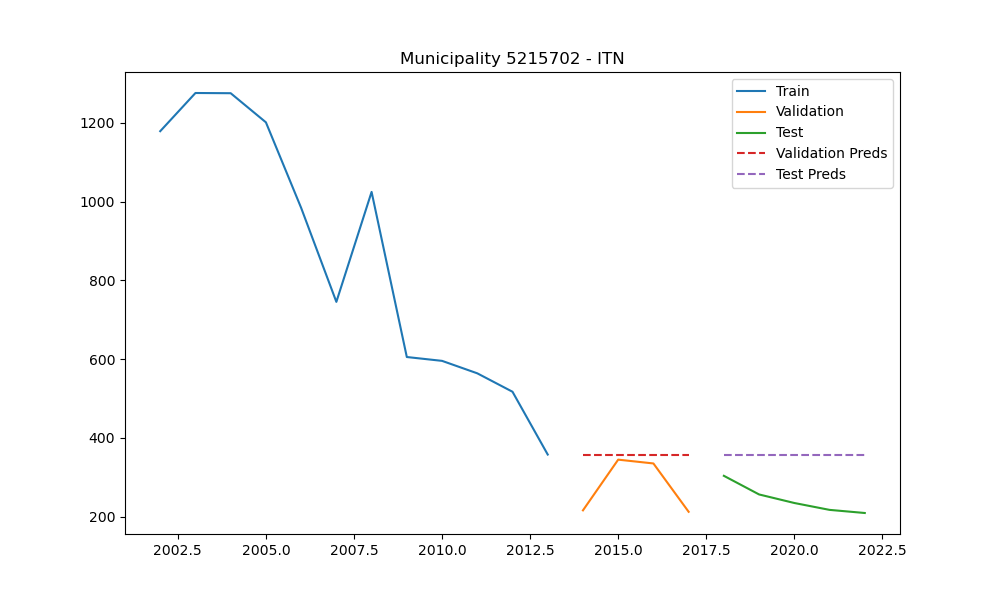 Municipality 5215702 - ITN
Train
Validation
Test
Validation Preds
Test Preds
1200
1000
800
600
400
200
2002.5 2005.0 2007.5 2010.0 2012.5 2015.0 2017.5 2020.0 2022.5